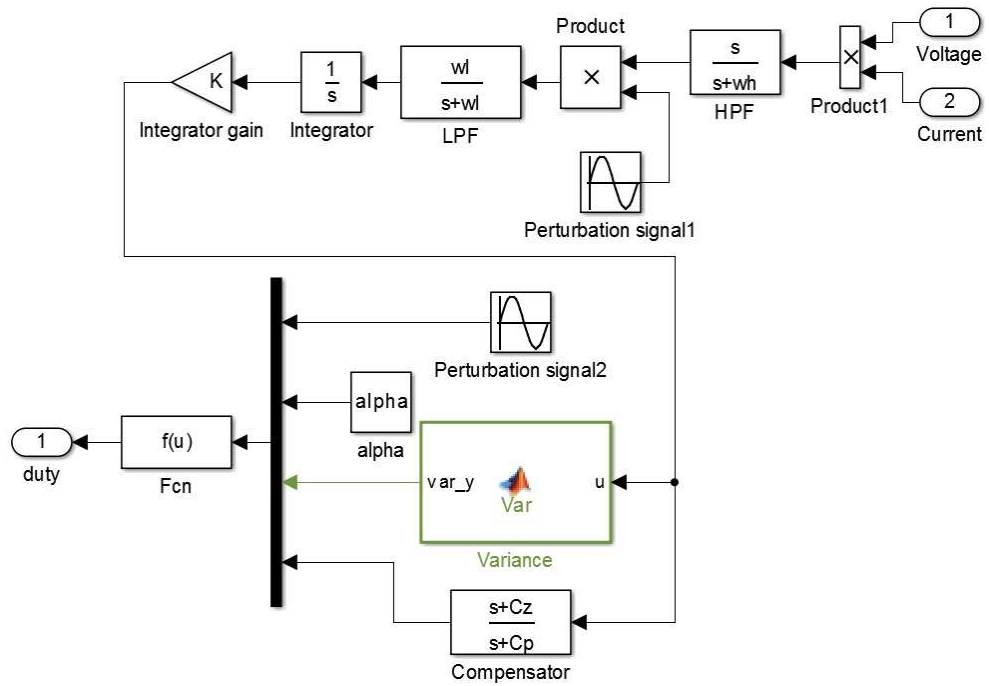 Product
1
Voltage
K
1
s
wl
s+wl
×
s
s+wh
×
2
Current
Integrator gain
Integrator
LPF
HPF
Product1
Perturbation signal1
Perturbation signal2
alpha
alpha
1
duty
f(u)
Fcn
var_y
u
Var
Variance
s+Cz
s+Cp
Compensator